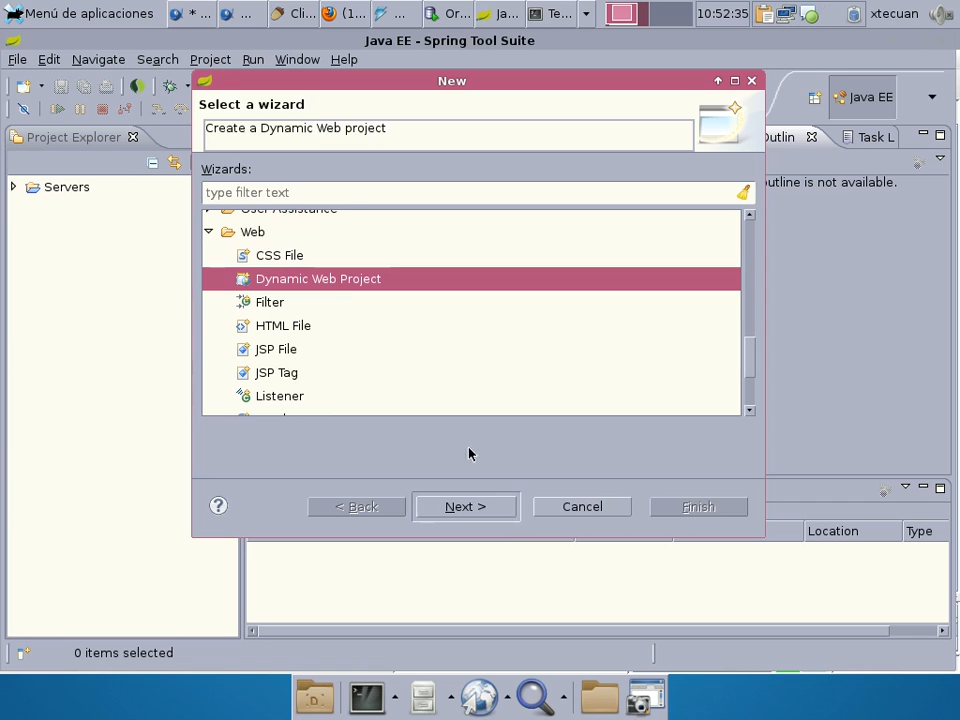 Menú de aplicaciones
* ...
...
Cli...
(1...
...
Or...
Ja...
Te...
10:52:35
xtecuan
Java EE - Spring Tool Suite
File Edit Navigate Search Project Run Window Help
New
Select a wizard
Create a Dynamic Web project
Java EE
Project Explorer
Task L
Wizards:
type filter text
utline is not available.
Servers
User Assistance
Web
CSS File
Dynamic Web Project
Filter
HTML File
JSP File
JSP Tag
Listener
?
< Back
Next >
Cancel
Finish
Location
Type
0 items selected